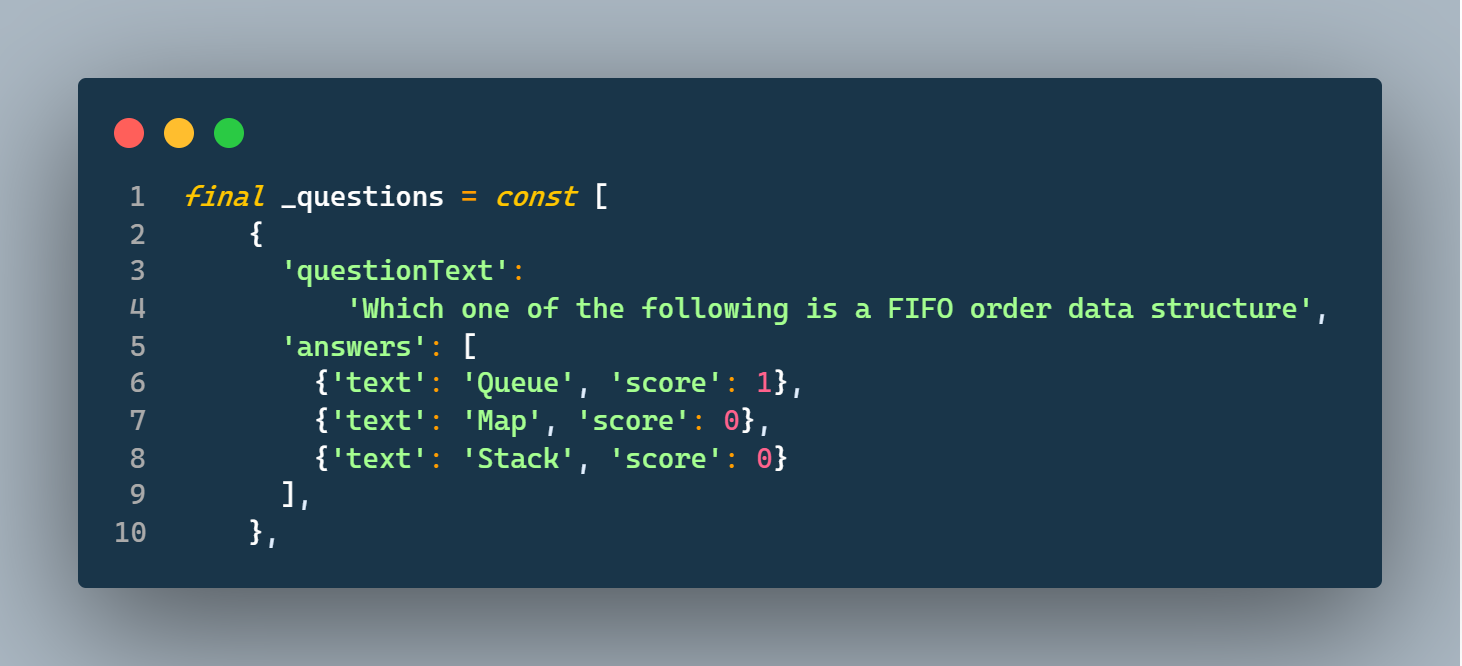 1 final _questions = const [
2     {
3       'questionText':
4           'Which one of the following is a FIFO order data structure',
5       'answers': [
6         {'text': 'Queue', 'score': 1},
7         {'text': 'Map', 'score': 0},
8         {'text': 'Stack', 'score': 0}
9       ],
10     },